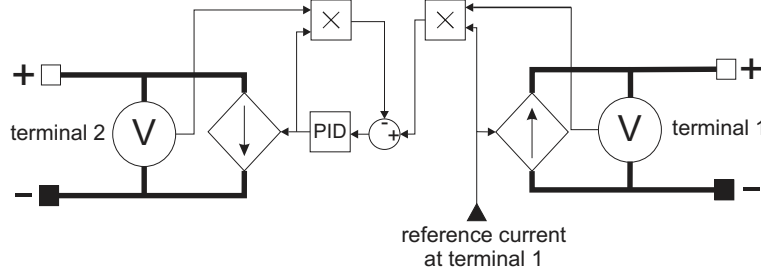 × ×
+ - + +
terminal 2 V PID V terminal 1
- -
reference current
at terminal 1